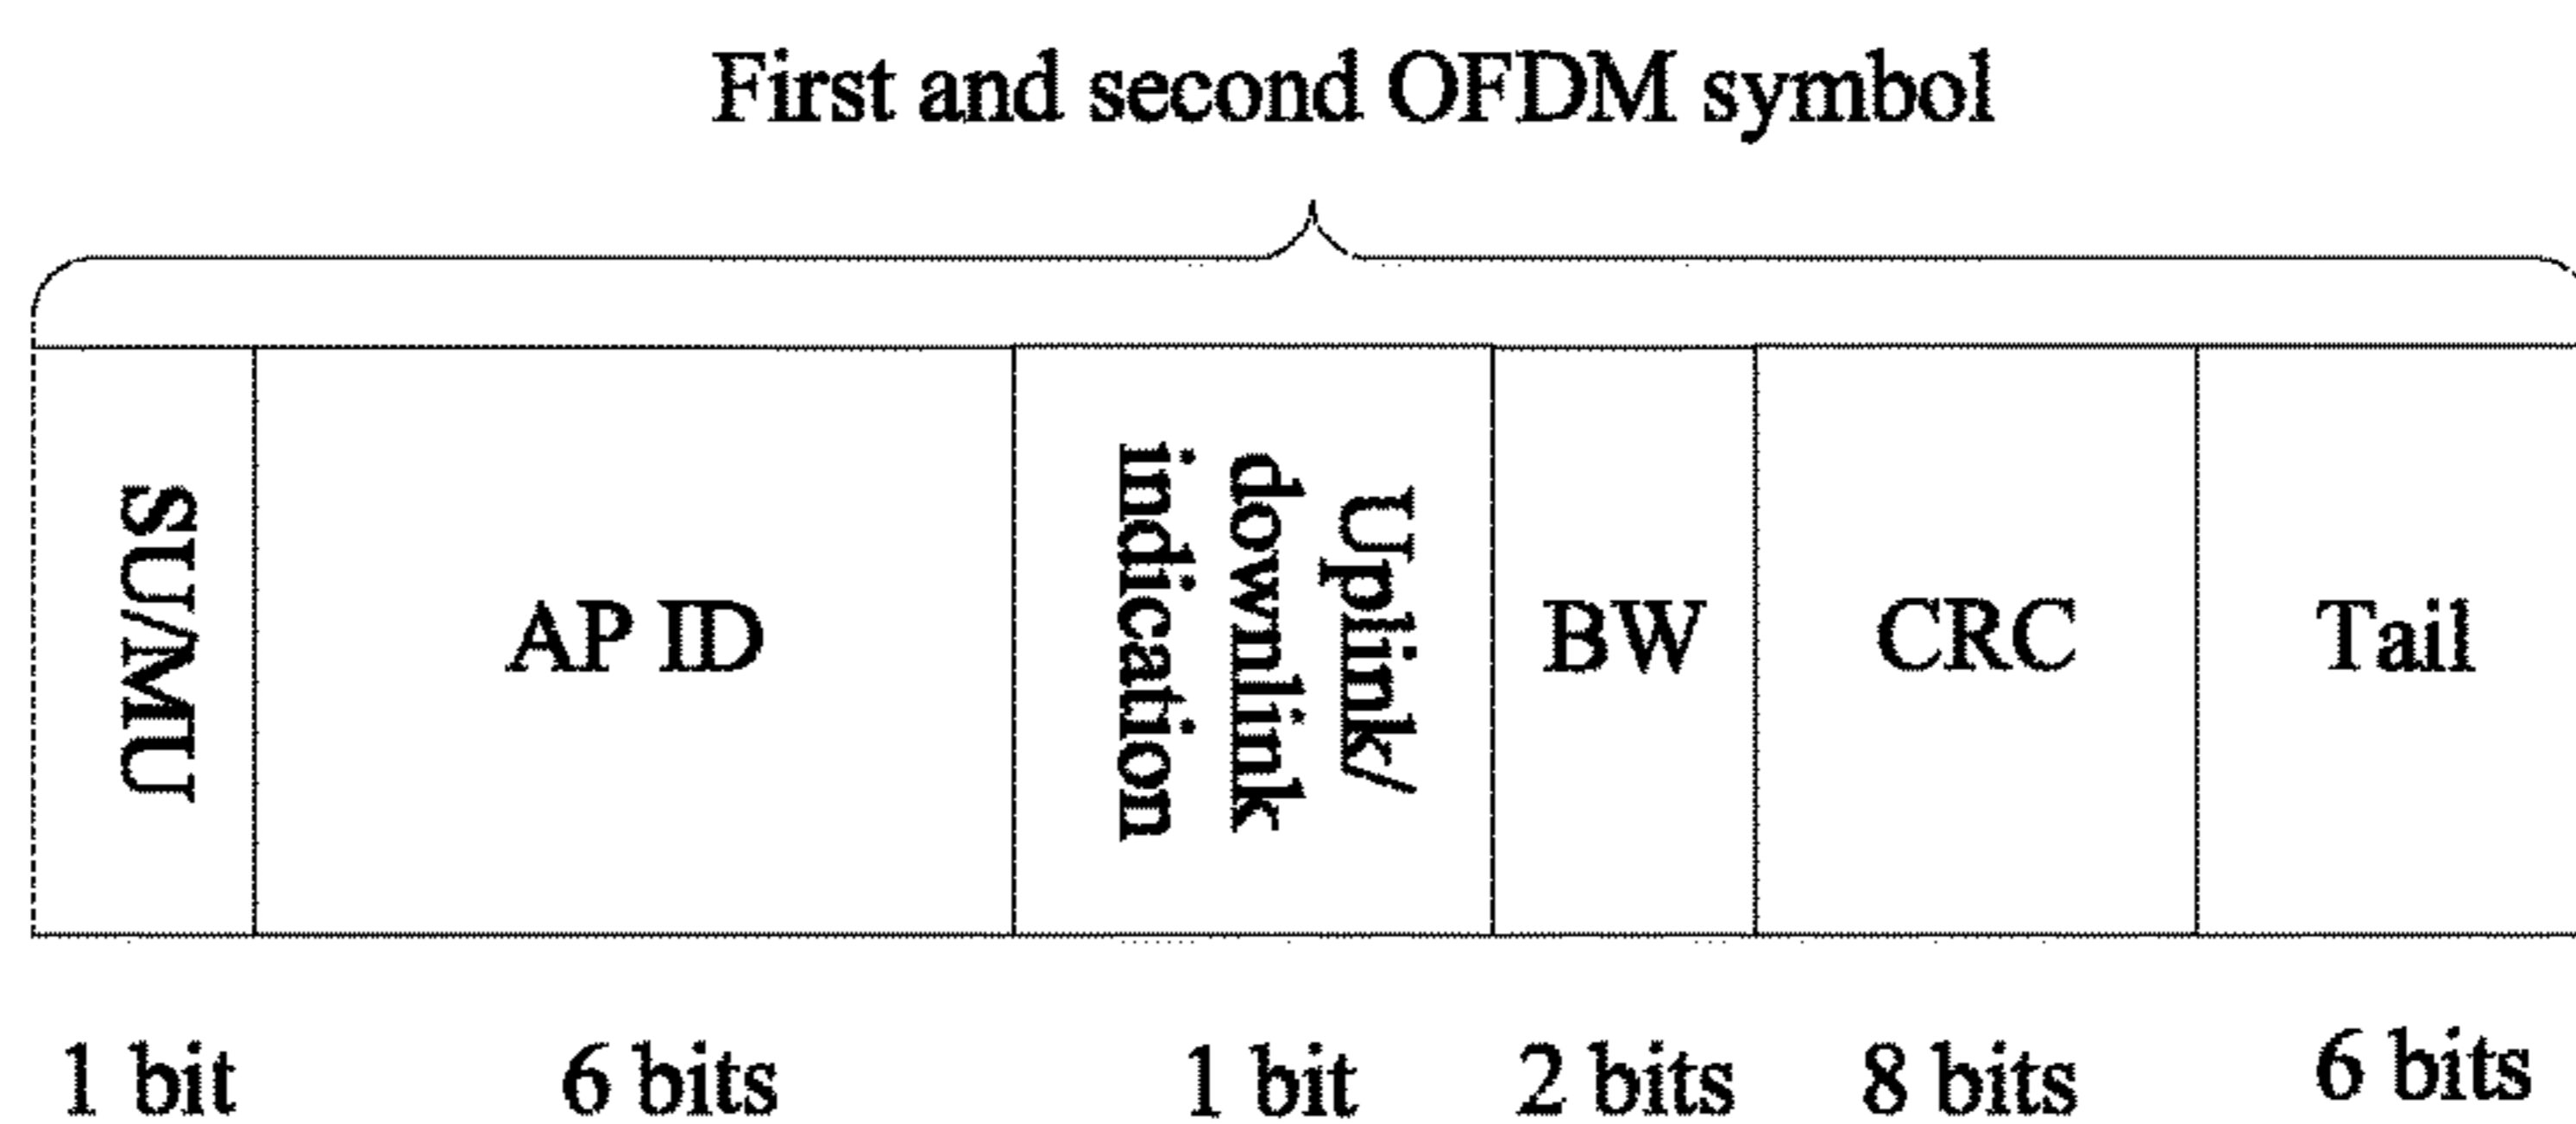 First and second OFDM symbol
SU/MU
AP ID
Uplink/
downlink
indication
BW
CRC
Tail
1 bit
6 bits
1 bit
2 bits
8 bits
6 bits